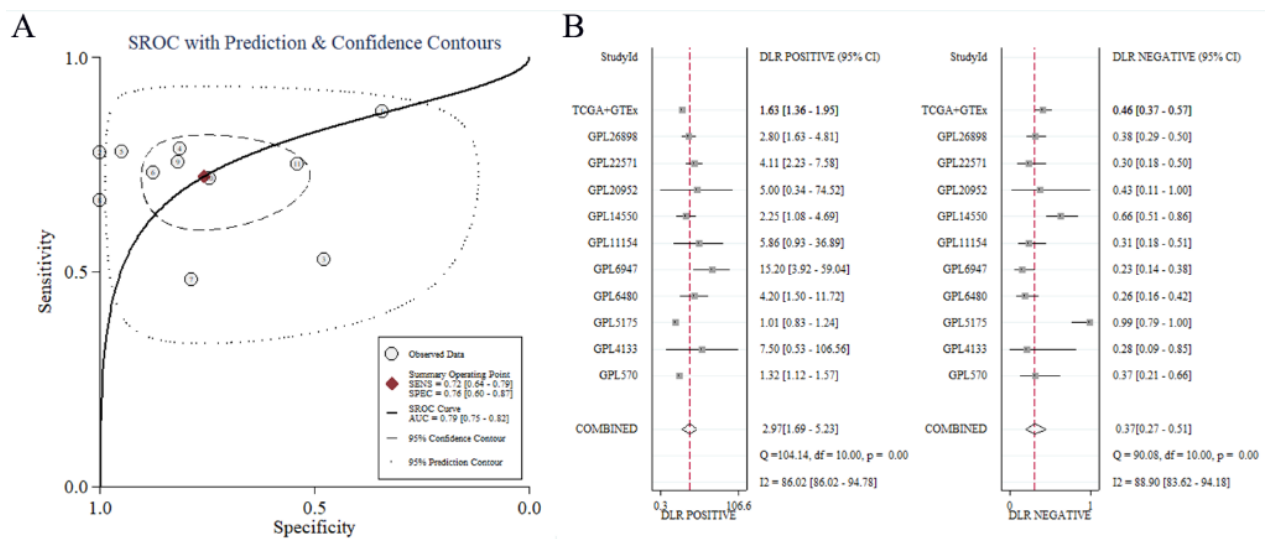 A
SROC with Prediction & Confidence Contours
Sensitivity
1.0
0.5
0.0
1.0
0.5
0.0
Specificity
Observed Data
Summary Operating Point
SENS = 0.72 [0.64 - 0.79]
SPEC = 0.76 [0.60 - 0.87]
SROC Curve
AUC = 0.79 [0.75 - 0.82]
95% Confidence Contour
95% Prediction Contour
B
StudyId DLR POSITIVE (95% CI)
TCGA+GTEx 1.63 [1.36 - 1.95]
GPL26898 2.80 [1.63 - 4.81]
GPL22571 4.11 [2.23 - 7.58]
GPL20952 5.00 [0.34 - 74.52]
GPL14550 2.25 [1.08 - 4.69]
GPL11154 5.86 [0.93 - 36.89]
GPL6947 15.20 [3.92 - 59.04]
GPL6480 4.20 [1.50 - 11.72]
GPL5175 1.01 [0.83 - 1.24]
GPL4133 7.50 [0.53 - 106.56]
GPL570 1.32 [1.12 - 1.57]
COMBINED 2.97[1.69 - 5.23]
Q =104.14, df = 10.00, p = 0.00
I2 = 86.02 [86.02 - 94.78]
0.3 106.6
DLR POSITIVE
StudyId DLR NEGATIVE (95% CI)
TCGA+GTEx 0.46 [0.37 - 0.57]
GPL26898 0.38 [0.29 - 0.50]
GPL22571 0.30 [0.18 - 0.50]
GPL20952 0.43 [0.11 - 1.00]
GPL14550 0.66 [0.51 - 0.86]
GPL11154 0.31 [0.18 - 0.51]
GPL6947 0.23 [0.14 - 0.38]
GPL6480 0.26 [0.16 - 0.42]
GPL5175 0.99 [0.79 - 1.00]
GPL4133 0.28 [0.09 - 0.85]
GPL570 0.37 [0.21 - 0.66]
COMBINED 0.37[0.27 - 0.51]
Q = 90.08, df = 10.00, p = 0.00
I2 = 88.90 [83.62 - 94.18]
0 1
DLR NEGATIVE